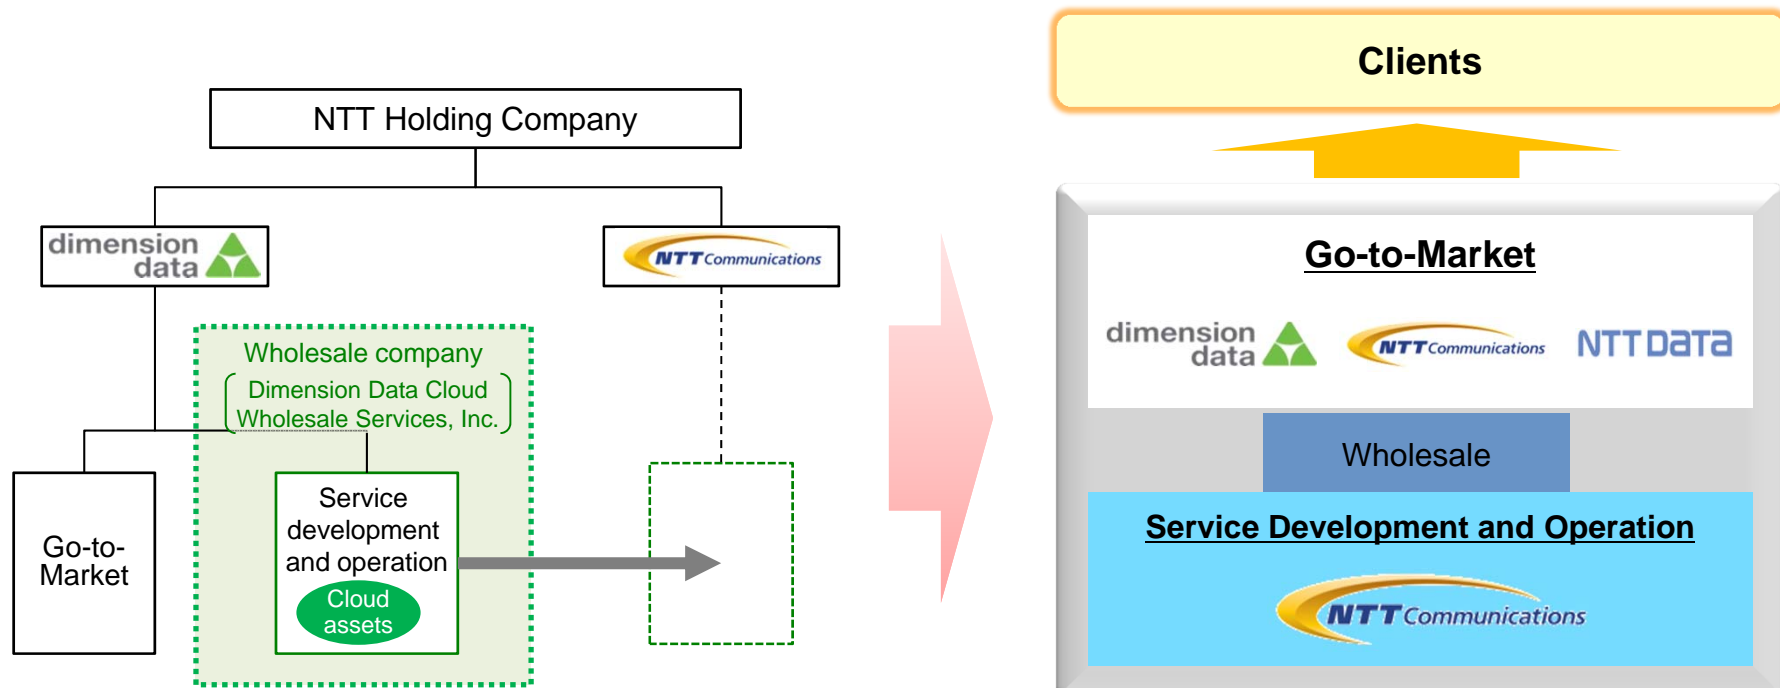 NTT Holding Company
dimension
data
NTT Communications
Wholesale company
Dimension Data Cloud
Wholesale Services, Inc.
Go-to-
Market
Service
development
and operation
Cloud
assets
Clients
Go-to-Market
dimension
data
NTT Communications
NTT DATA
Wholesale
Service Development and Operation
NTT Communications